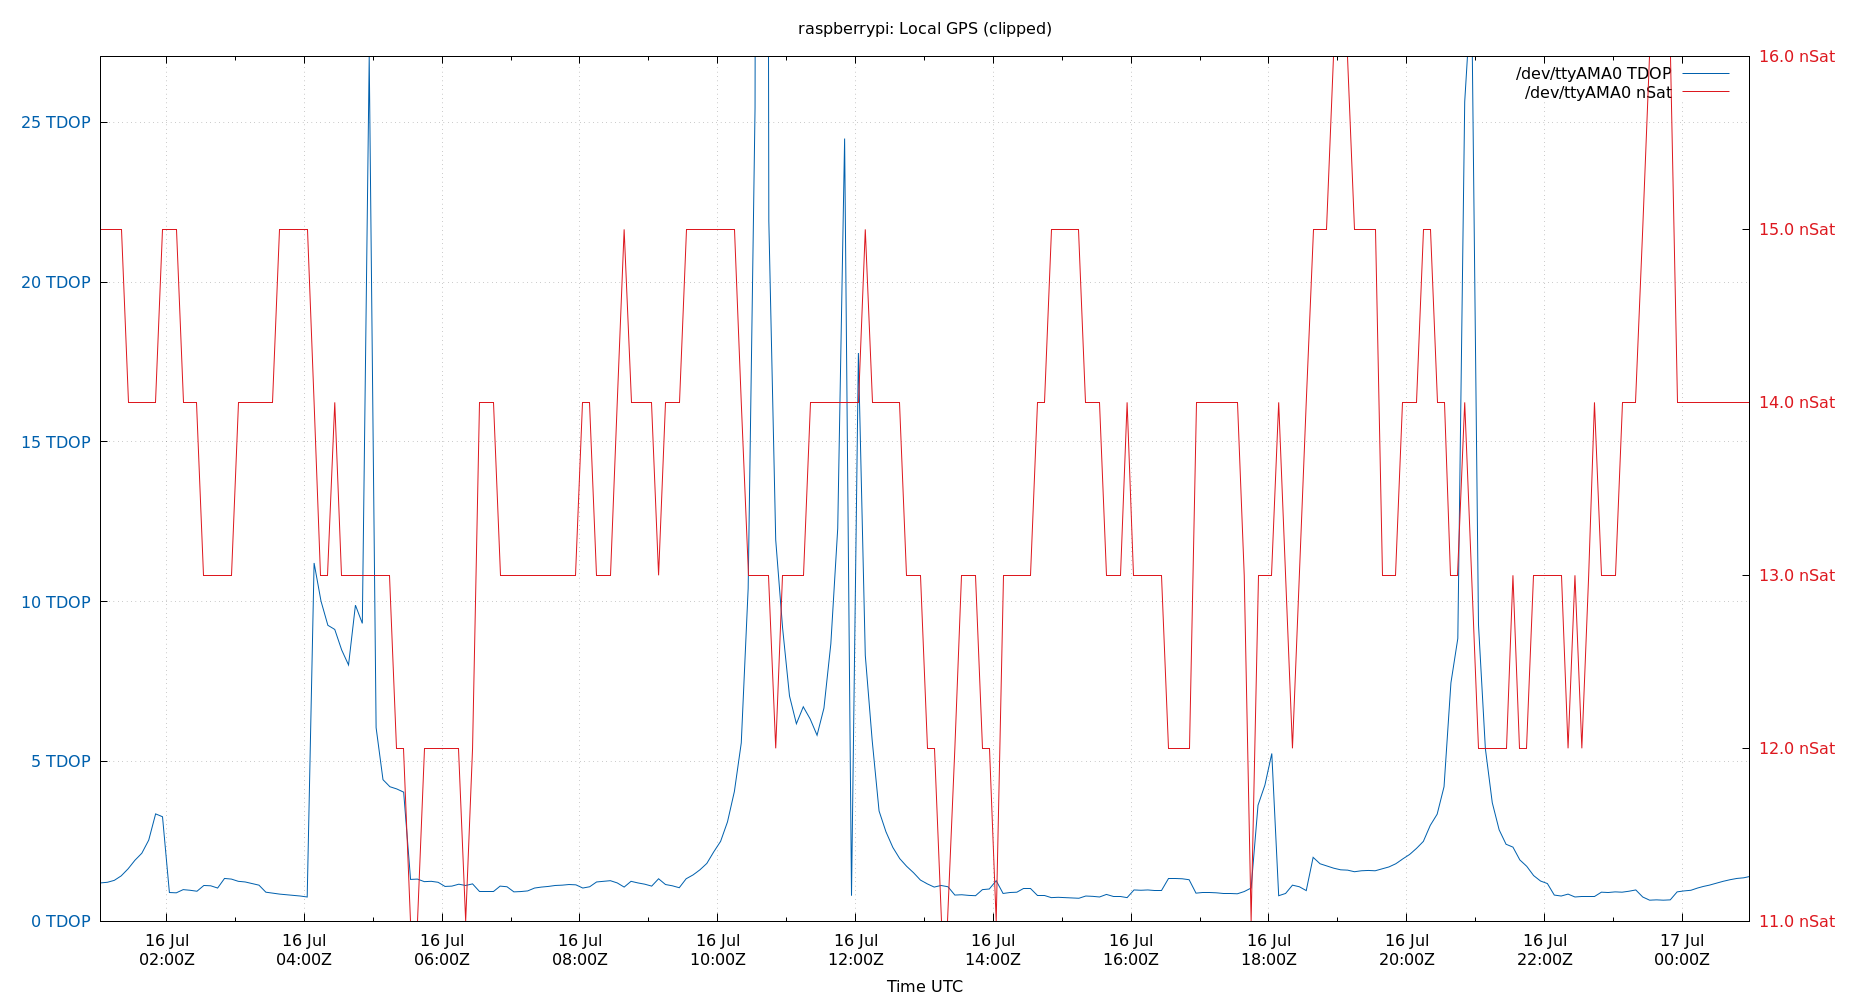 raspberrypi: Local GPS (clipped)
/dev/ttyAMA0 TDOP
/dev/ttyAMA0 nSat
25 TDOP
20 TDOP
15 TDOP
10 TDOP
5 TDOP
0 TDOP
16.0 nSat
15.0 nSat
14.0 nSat
13.0 nSat
12.0 nSat
11.0 nSat
16 Jul
02:00Z
16 Jul
04:00Z
16 Jul
06:00Z
16 Jul
08:00Z
16 Jul
10:00Z
16 Jul
12:00Z
16 Jul
14:00Z
16 Jul
16:00Z
16 Jul
18:00Z
16 Jul
20:00Z
16 Jul
22:00Z
17 Jul
00:00Z
Time UTC